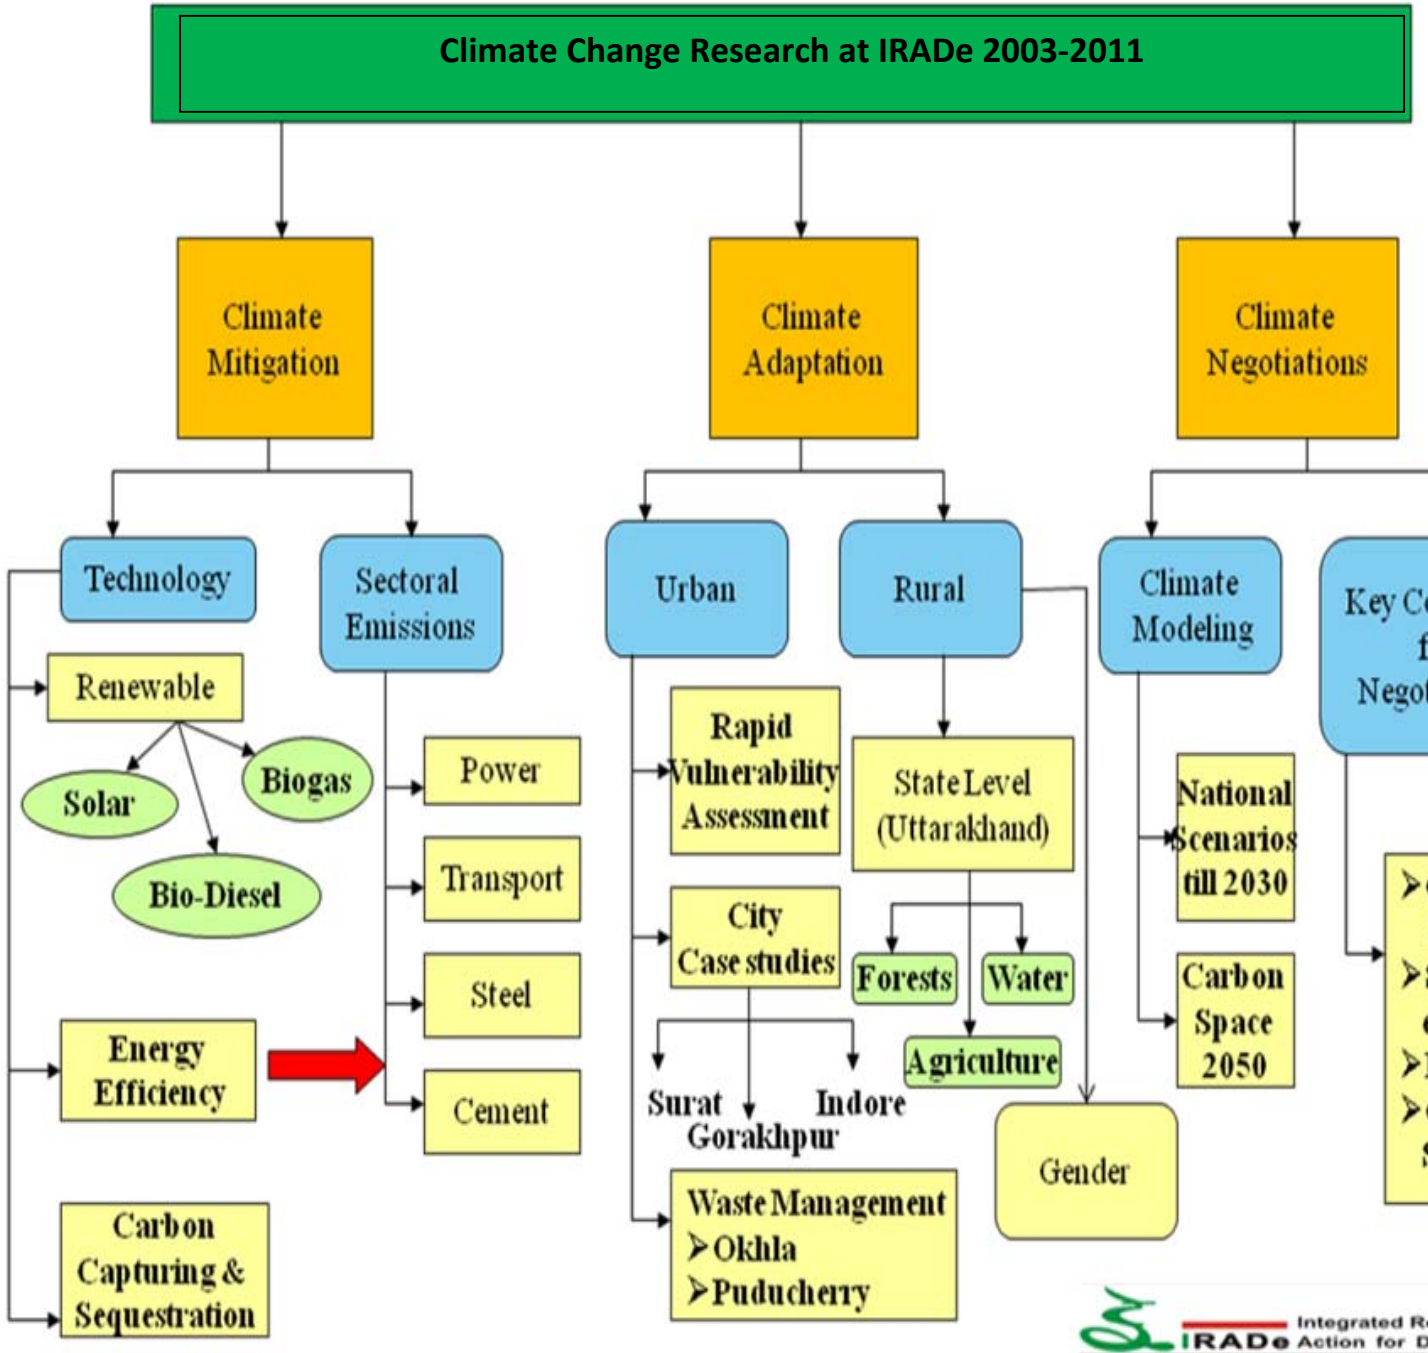 Climate Change Research at IRADe 2003-2011
Climate
Mitigation
Climate
Adaptation
Climate
Negotiations
Technology
Sectoral
Emissions
Urban
Rural
Climate
Modeling
Key
Renewable
Solar
Biogas
Bio-Diesel
Energy
Efficiency
Carbon
Capturing &
Sequestration
Power
Transport
Steel
Cement
Rapid
Vulnerability
Assessment
City
Case studies
Surat
Gorakhpur
Indore
Waste Management
➢Okhla
➢Puducherry
State Level
(Uttarakhand)
Forests
Water
Agriculture
Gender
National
Scenarios
till 2030
Carbon
Space
2050
IRADe
Integrated
Action for